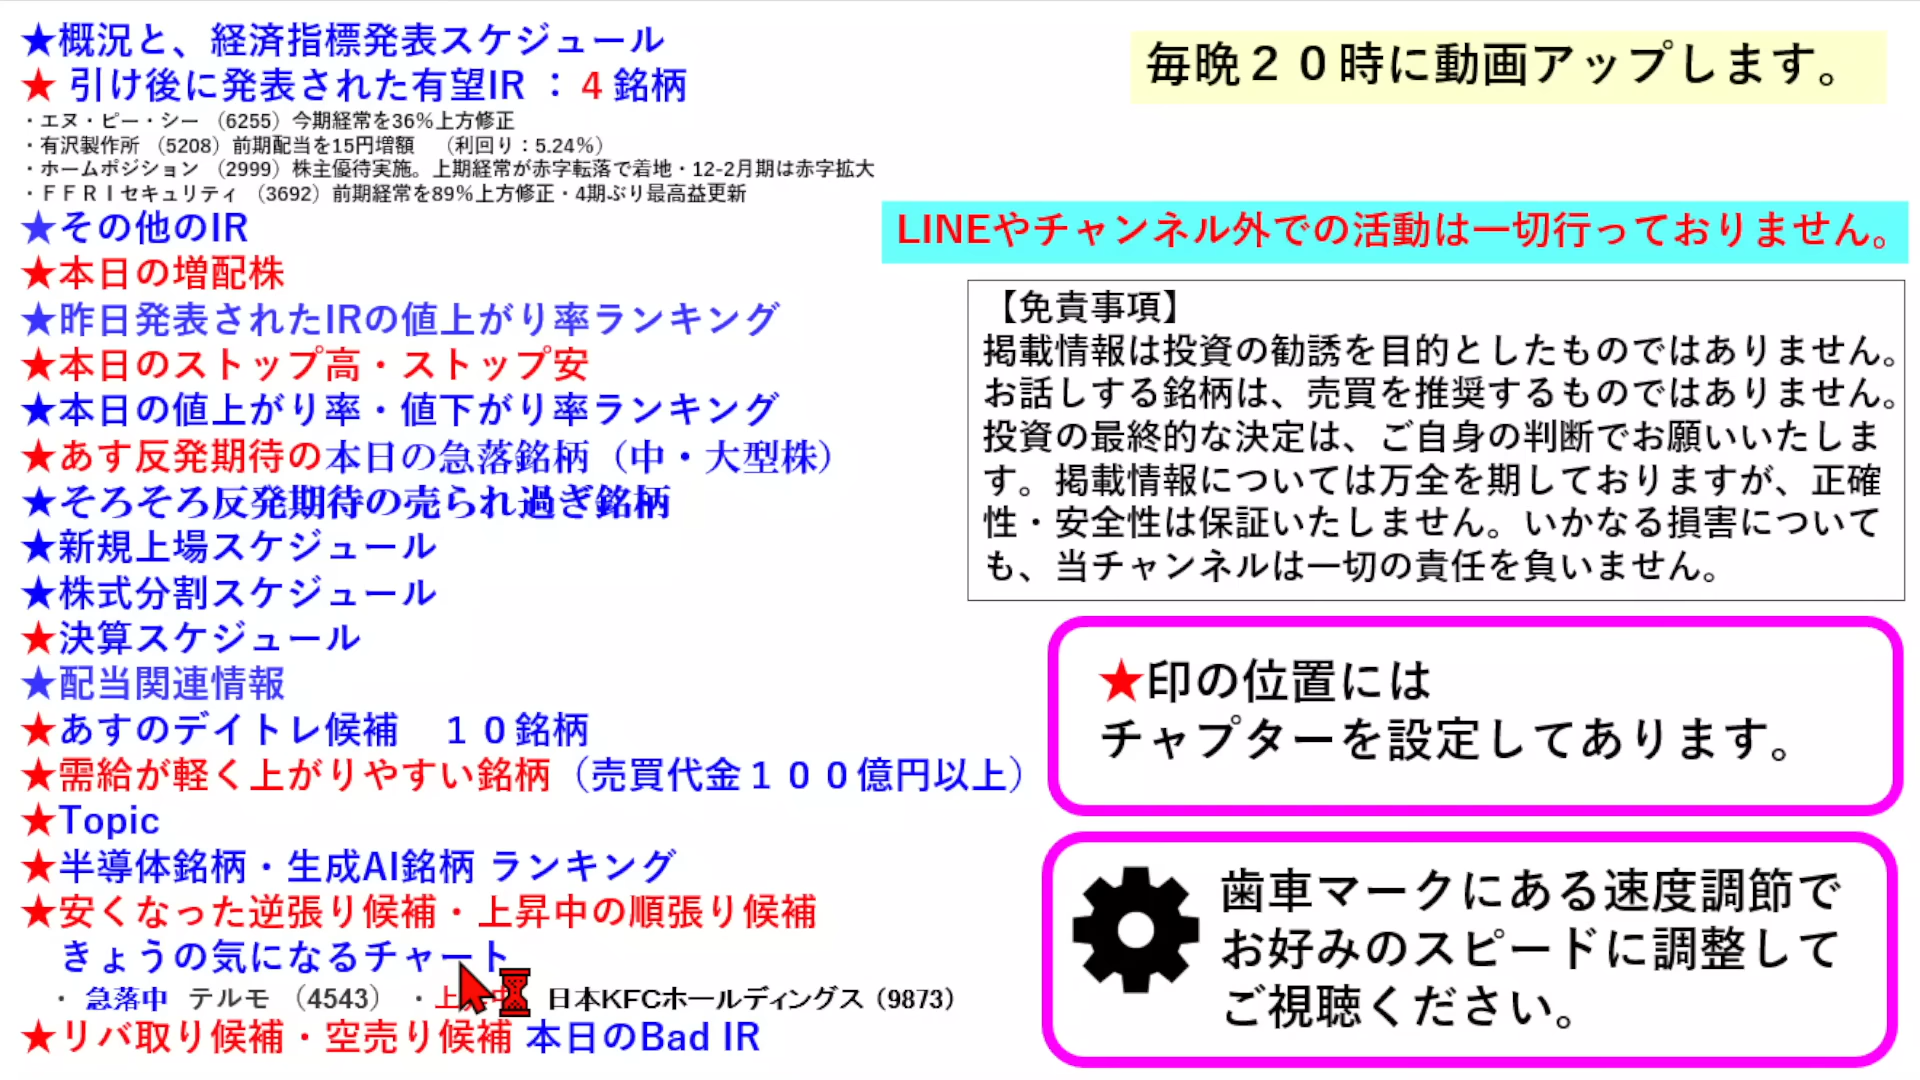 ★概況と、経済指標発表スケジュール
★ 引け後に発表された有望IR ：４銘柄
・エヌ・ピー・シー （6255）今期経常を36%上方修正
・有沢製作所 （5208）前期配当を15円増額 （利回り：5.24%）
・ホームポジション （2999）株主優待実施。上期経常が赤字転落で着地・12-2月期は赤字拡大
・ＦＦＲＩセキュリティ （3692）前期経常を89%上方修正・4期ぶり最高益更新
★その他のIR
★本日の増配株
★昨日発表されたIRの値上がり率ランキング
★本日のストップ高・ストップ安
★本日の値上がり率・値下がり率ランキング
★あす反発期待の本日の急落銘柄（中・大型株）
★そろそろ反発期待の売られ過ぎ銘柄
★新規上場スケジュール
★株式分割スケジュール
★決算スケジュール
★配当関連情報
★あすのデイトレ候補　１０銘柄
★需給が軽く上がりやすい銘柄（売買代金１００億円以上）
★Topic
★半導体銘柄・生成AI銘柄 ランキング
★安くなった逆張り候補・上昇中の順張り候補
きょうの気になるチャート
・ 急落中 テルモ （4543） ・上 日本KFCホールディングス（9873）
★リバ取り候補・空売り候補 本日のBad IR
毎晩２０時に動画アップします。
LINEやチャンネル外での活動は一切行っておりません。
【免責事項】
掲載情報は投資の勧誘を目的としたものではありません。
お話しする銘柄は、売買を推奨するものではありません。
投資の最終的な決定は、ご自身の判断でお願いいたしま
す。掲載情報については万全を期しておりますが、正確
性・安全性は保証いたしません。いかなる損害について
も、当チャンネルは一切の責任を負いません。
★印の位置には
チャプターを設定してあります。
歯車マークにある速度調節で
お好みのスピードに調整して
ご視聴ください。